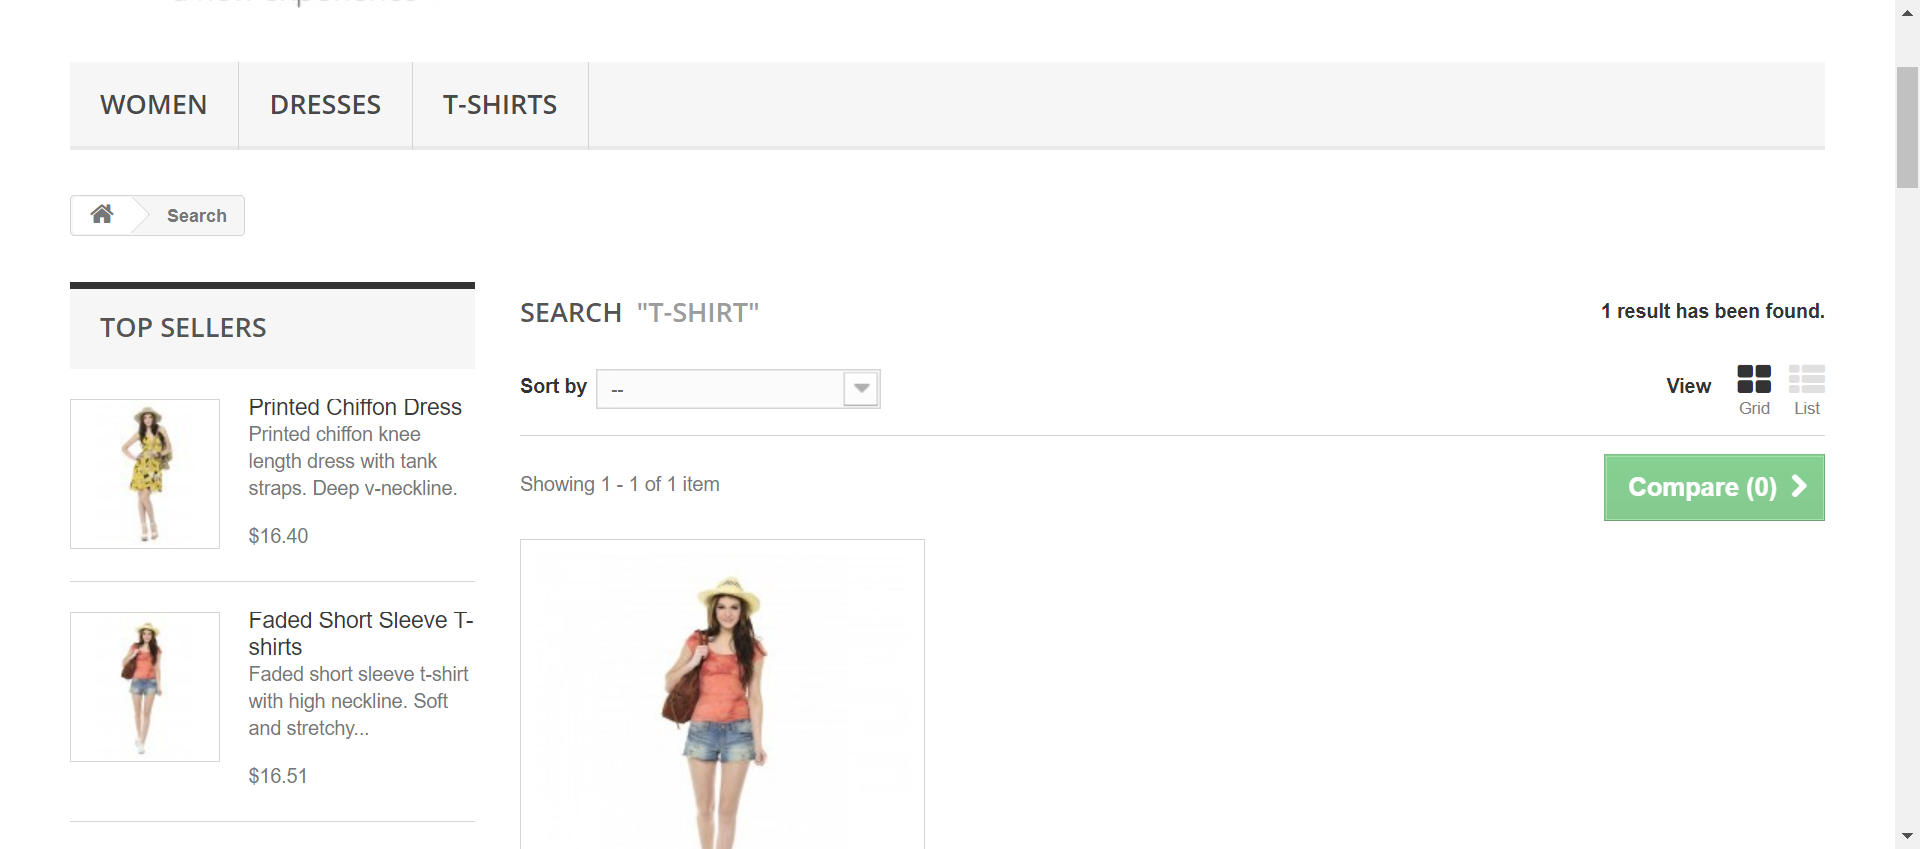 WOMEN
DRESSES
T-SHIRTS
Search
TOP SELLERS
Printed Chiffon Dress
Printed chiffon knee
length dress with tank
straps. Deep v-neckline.
$16.40
Faded Short Sleeve T-
shirts
Faded short sleeve t-shirt
with high neckline. Soft
and stretchy...
$16.51
SEARCH "T-SHIRT"
1 result has been found.
Sort by --
View
Grid
List
Showing 1 - 1 of 1 item
Compare (0)